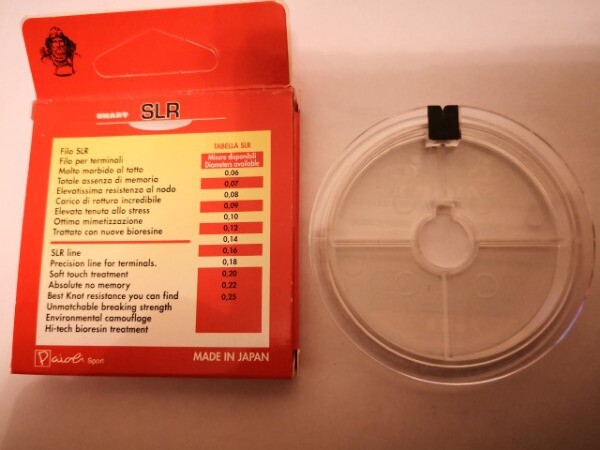 SMART SLR
Filo SLR
Filo per terminali
Molto morbido al tatto
Totale assenza di memoria
Elevatissima resistenza al nodo
Carico di rottura incredibile
Elevata tenuta allo stress
Ottima mimetizzazione
Trattato con nuove bioresine
SLR line
Precision line for terminals.
Soft touch treatment
Absolute no memory
Best Knot resistance you can find
Unmatchable breaking strength
Environmental camouflage
Hi-tech bioresin treatment
TABELLA SLR
Misure disponibili
Diameters available
0,06
0,07
0,08
0,09
0,10
0,12
0,14
0,16
0,18
0,20
0,22
0,25
Paioli Sport
MADE IN JAPAN